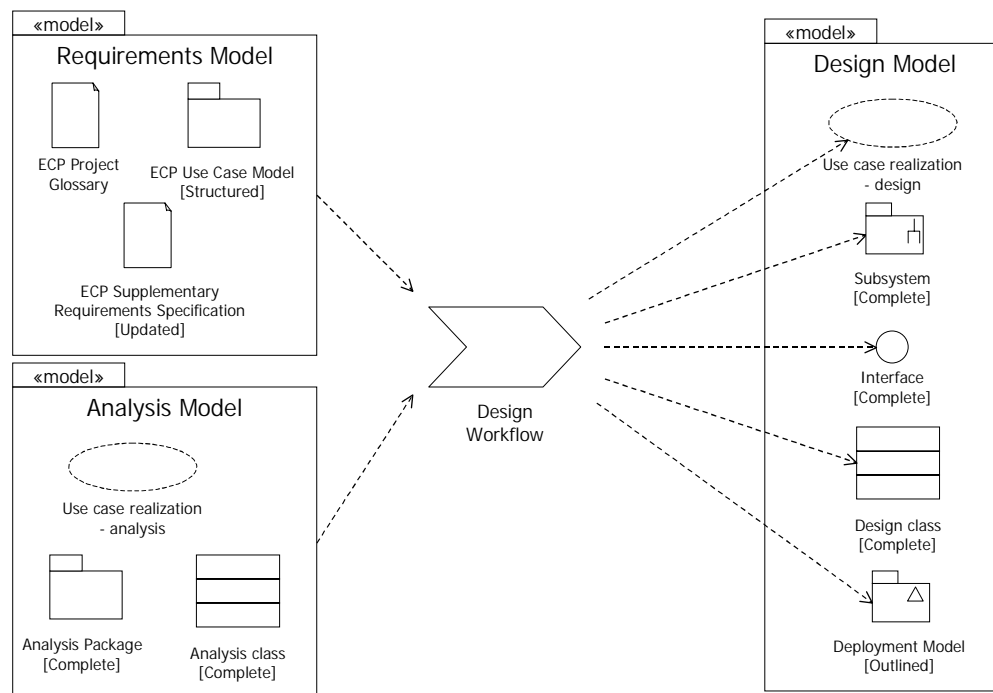 «model»
Requirements Model
ECP Project
Glossary
ECP Use Case Model
[Structured]
ECP Supplementary
Requirements Specification
[Updated]
«model»
Analysis Model
Use case realization
- analysis
Analysis Package
[Complete]
Analysis class
[Complete]
Design
Workflow
«model»
Design Model
Use case realization
- design
Subsystem
[Complete]
Interface
[Complete]
Design class
[Complete]
Deployment Model
[Outlined]